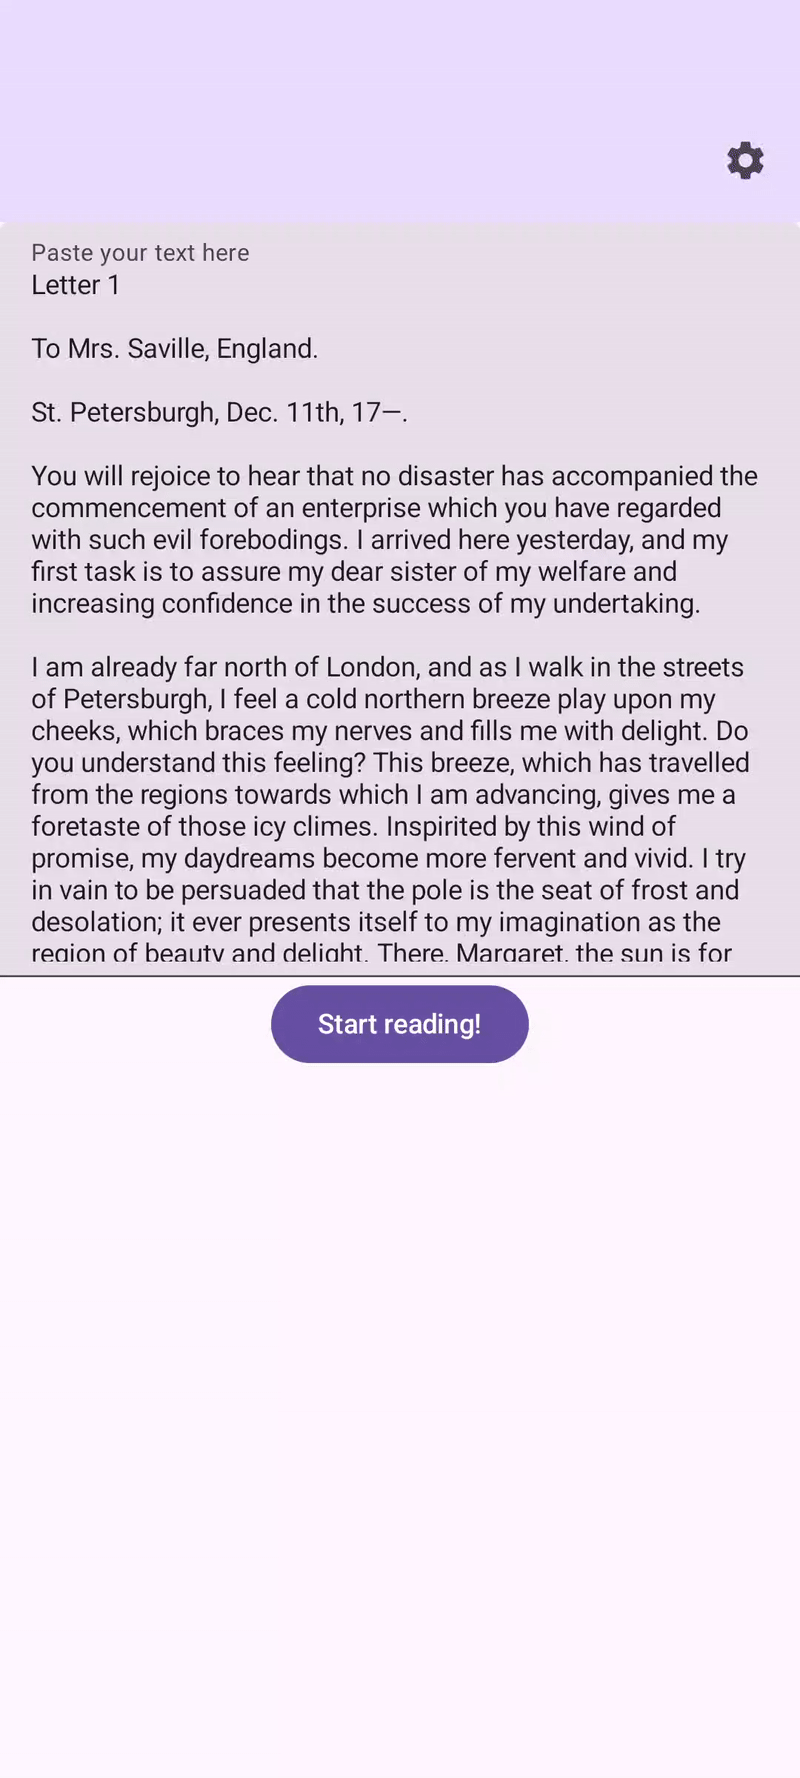 Paste your text here
Letter 1
To Mrs. Saville, England.
St. Petersburgh, Dec. 11th, 17—.
You will rejoice to hear that no disaster has accompanied the
commencement of an enterprise which you have regarded
with such evil forebodings. I arrived here yesterday, and my
first task is to assure my dear sister of my welfare and
increasing confidence in the success of my undertaking.
I am already far north of London, and as I walk in the streets
of Petersburgh, I feel a cold northern breeze play upon my
cheeks, which braces my nerves and fills me with delight. Do
you understand this feeling? This breeze, which has travelled
from the regions towards which I am advancing, gives me a
foretaste of those icy climes. Inspirited by this wind of
promise, my daydreams become more fervent and vivid. I try
in vain to be persuaded that the pole is the seat of frost and
desolation; it ever presents itself to my imagination as the
region of beauty and delight. There, Margaret, the sun is for
Start reading!